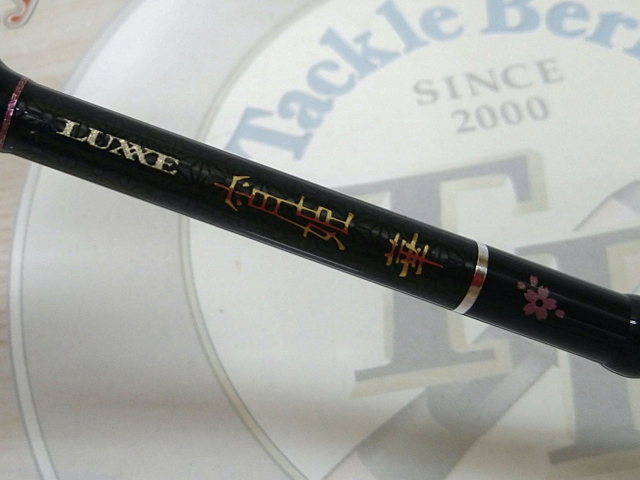 Tackle Ber
SINCE
2000
LUXXE 宵姫 華